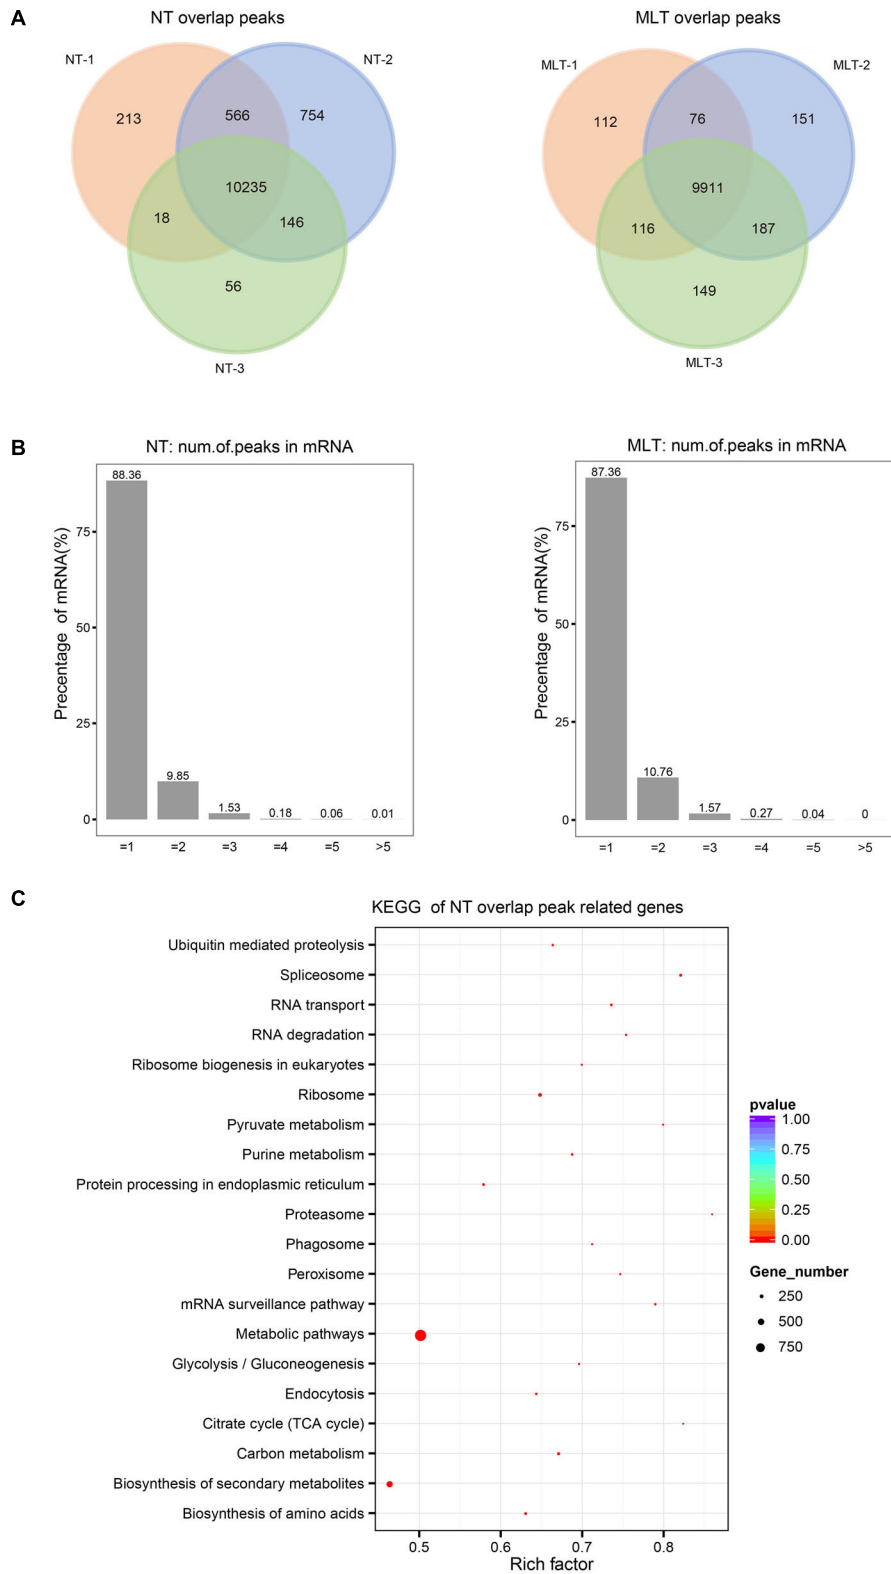 A
NT overlap peaks
MLT overlap peaks
NT-1
NT-2
MLT-1
MLT-2
213
566
754
112
76
151
10235
9911
18
146
116
187
56
149
NT-3
MLT-3
B
NT: num.of.peaks in mRNA
MLT: num.of.peaks in mRNA
Precentage of mRNA(%)
75
50
25
0
88.36
9.85
1.53
0.18
0.06
0.01
=1
=2
=3
=4
=5
>5
Precentage of mRNA(%)
75
50
25
0
87.36
10.76
1.57
0.27
0.04
0
=1
=2
=3
=4
=5
>5
C
KEGG of NT overlap peak related genes
Ubiquitin mediated proteolysis
Spliceosome
RNA transport
RNA degradation
Ribosome biogenesis in eukaryotes
Ribosome
Pyruvate metabolism
Purine metabolism
Protein processing in endoplasmic reticulum
Proteasome
Phagosome
Peroxisome
mRNA surveillance pathway
Metabolic pathways
Glycolysis / Gluconeogenesis
Endocytosis
Citrate cycle (TCA cycle)
Carbon metabolism
Biosynthesis of secondary metabolites
Biosynthesis of amino acids
0.5
0.6
0.7
0.8
Rich factor
pvalue
1.00
0.75
0.50
0.25
0.00
Gene_number
250
500
750